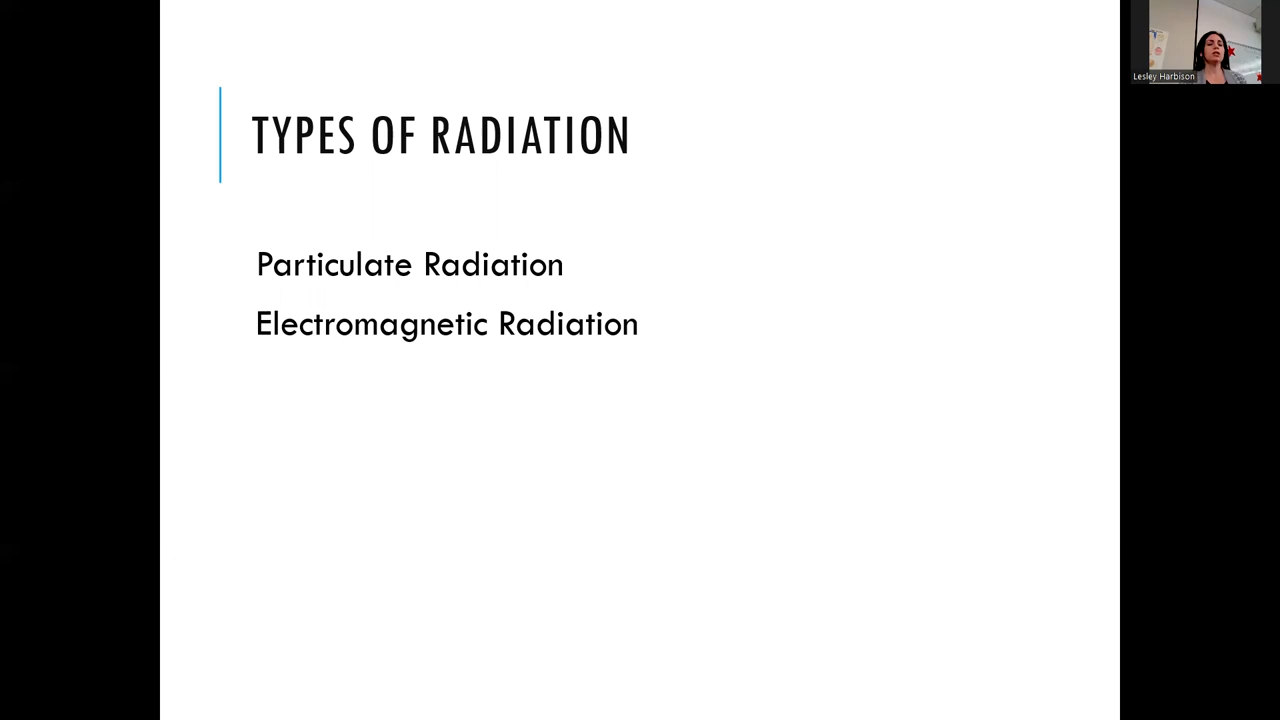 TYPES OF RADIATION
Particulate Radiation
Electromagnetic Radiation
Lesley Harbison